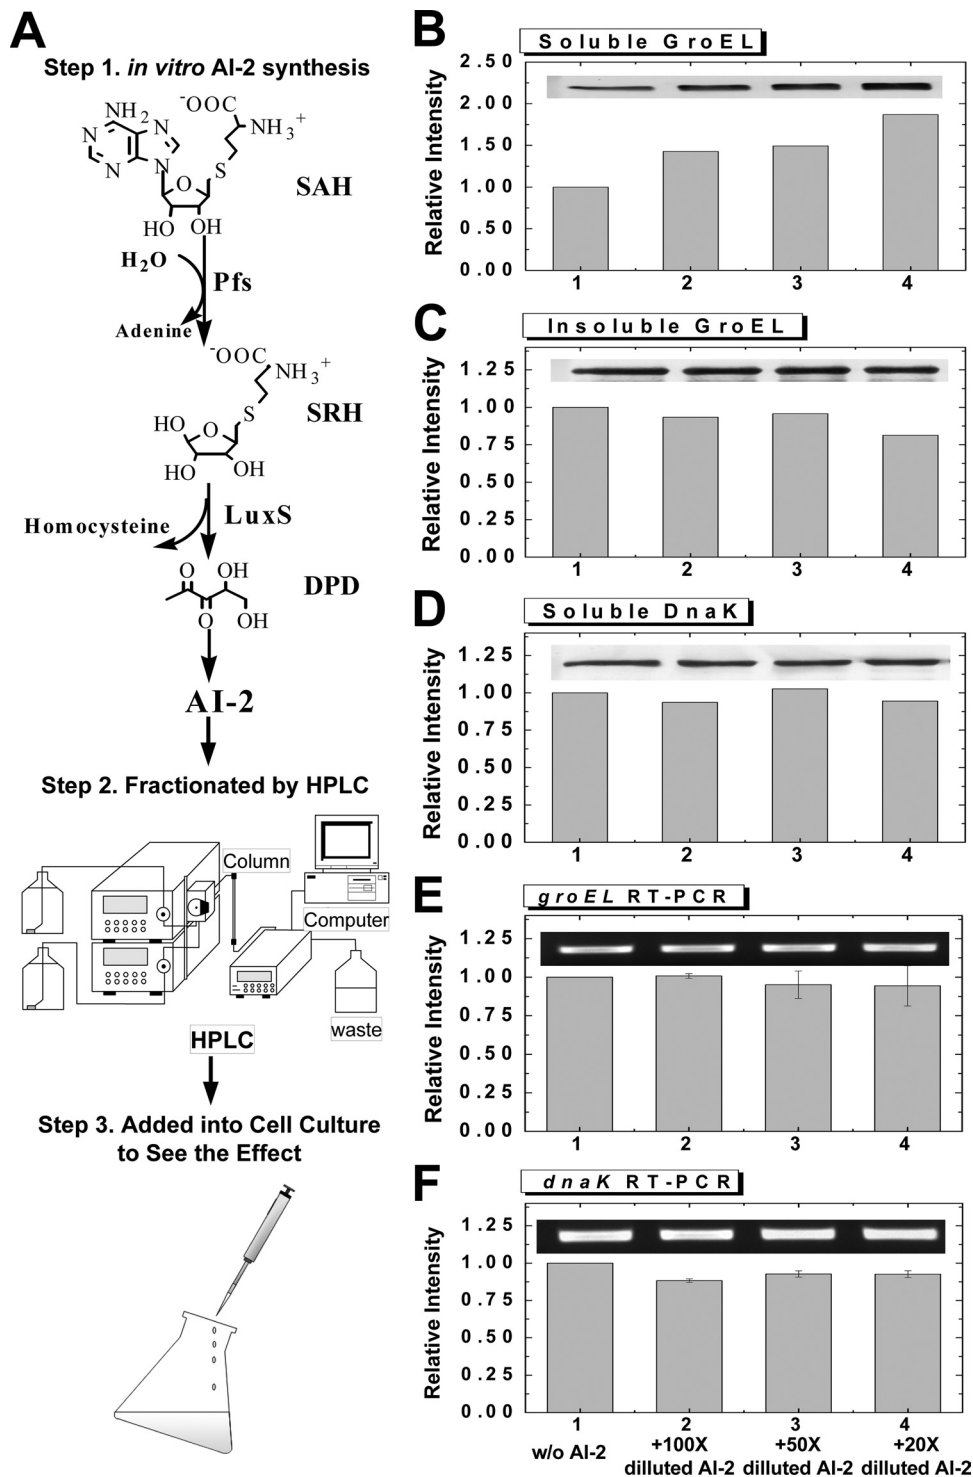 A
Step 1. in vitro AI-2 synthesis
NH2
N
N
N
N
-OOC
NH3+
S
O
HO
OH
SAH
H2O
Pfs
Adenine
-OOC
NH3+
S
HO
O
HO
OH
SRH
Homocysteine
LuxS
O
OH
O
OH
DPD
AI-2
Step 2. Fractionated by HPLC
Column
Computer
waste
HPLC
Step 3. Added into Cell Culture
to See the Effect
B
Soluble GroEL
Relative Intensity
2.50
2.00
1.50
1.00
0.50
0.00
1 2 3 4
C
Insoluble GroEL
Relative Intensity
1.25
1.00
0.75
0.50
0.25
0.00
1 2 3 4
D
Soluble DnaK
Relative Intensity
1.25
1.00
0.75
0.50
0.25
0.00
1 2 3 4
E
groEL RT-PCR
Relative Intensity
1.25
1.00
0.75
0.50
0.25
0.00
1 2 3 4
F
dnaK RT-PCR
Relative Intensity
1.25
1.00
0.75
0.50
0.25
0.00
1 2 3 4
w/o AI-2 +100X +50X +20X
dilluted AI-2 dilluted AI-2 dilluted AI-2